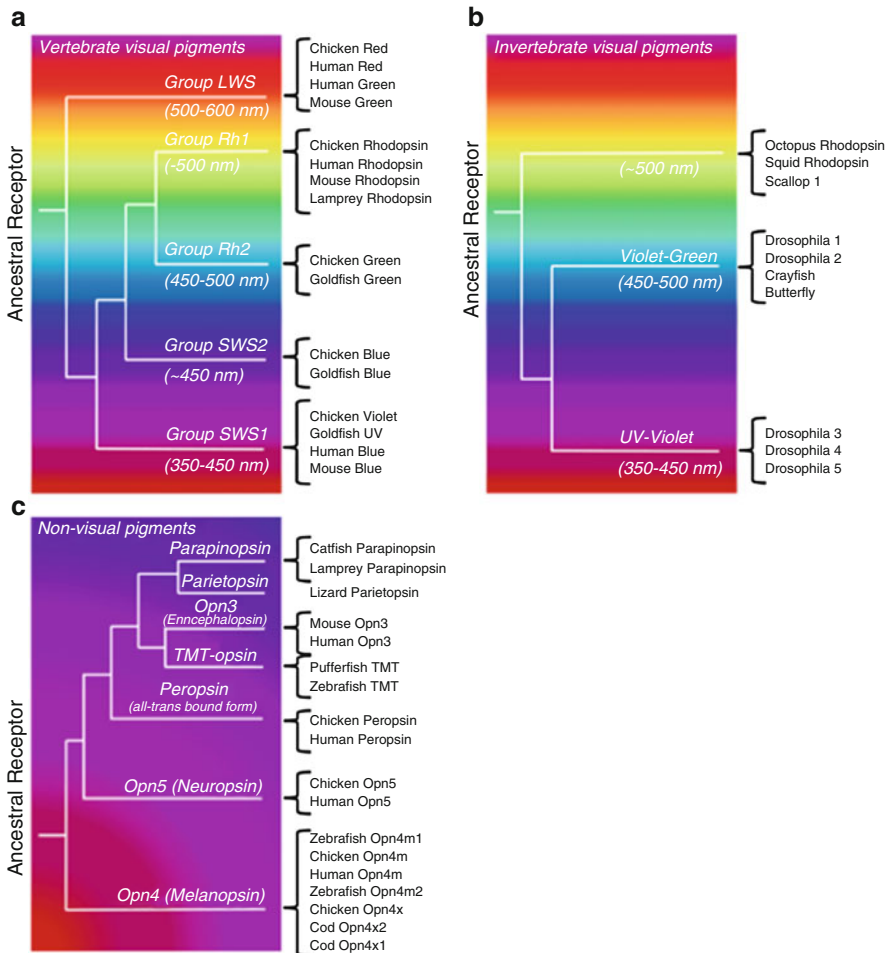 a
Vertebrate visual pigments
Ancestral Receptor
Group LWS
(500-600 nm)
Chicken Red
Human Red
Human Green
Mouse Green
Group Rh1
(~500 nm)
Chicken Rhodopsin
Human Rhodopsin
Mouse Rhodopsin
Lamprey Rhodopsin
Group Rh2
(450-500 nm)
Chicken Green
Goldfish Green
Group SWS2
(~450 nm)
Chicken Blue
Goldfish Blue
Group SWS1
(350-450 nm)
Chicken Violet
Goldfish UV
Human Blue
Mouse Blue
b
Invertebrate visual pigments
Ancestral Receptor
(~500 nm)
Octopus Rhodopsin
Squid Rhodopsin
Scallop 1
Violet-Green
(450-500 nm)
Drosophila 1
Drosophila 2
Crayfish
Butterfly
UV-Violet
(350-450 nm)
Drosophila 3
Drosophila 4
Drosophila 5
c
Non-visual pigments
Ancestral Receptor
Parapinopsin
Catfish Parapinopsin
Lamprey Parapinopsin
Parietopsin
Lizard Parietopsin
Opn3
(Enncephalopsin)
Mouse Opn3
Human Opn3
TMT-opsin
Pufferfish TMT
Zebrafish TMT
Peropsin
(all-trans bound form)
Chicken Peropsin
Human Peropsin
Opn5 (Neuropsin)
Chicken Opn5
Human Opn5
Opn4 (Melanopsin)
Zebrafish Opn4m1
Chicken Opn4m
Human Opn4m
Zebrafish Opn4m2
Chicken Opn4x
Cod Opn4x2
Cod Opn4x1